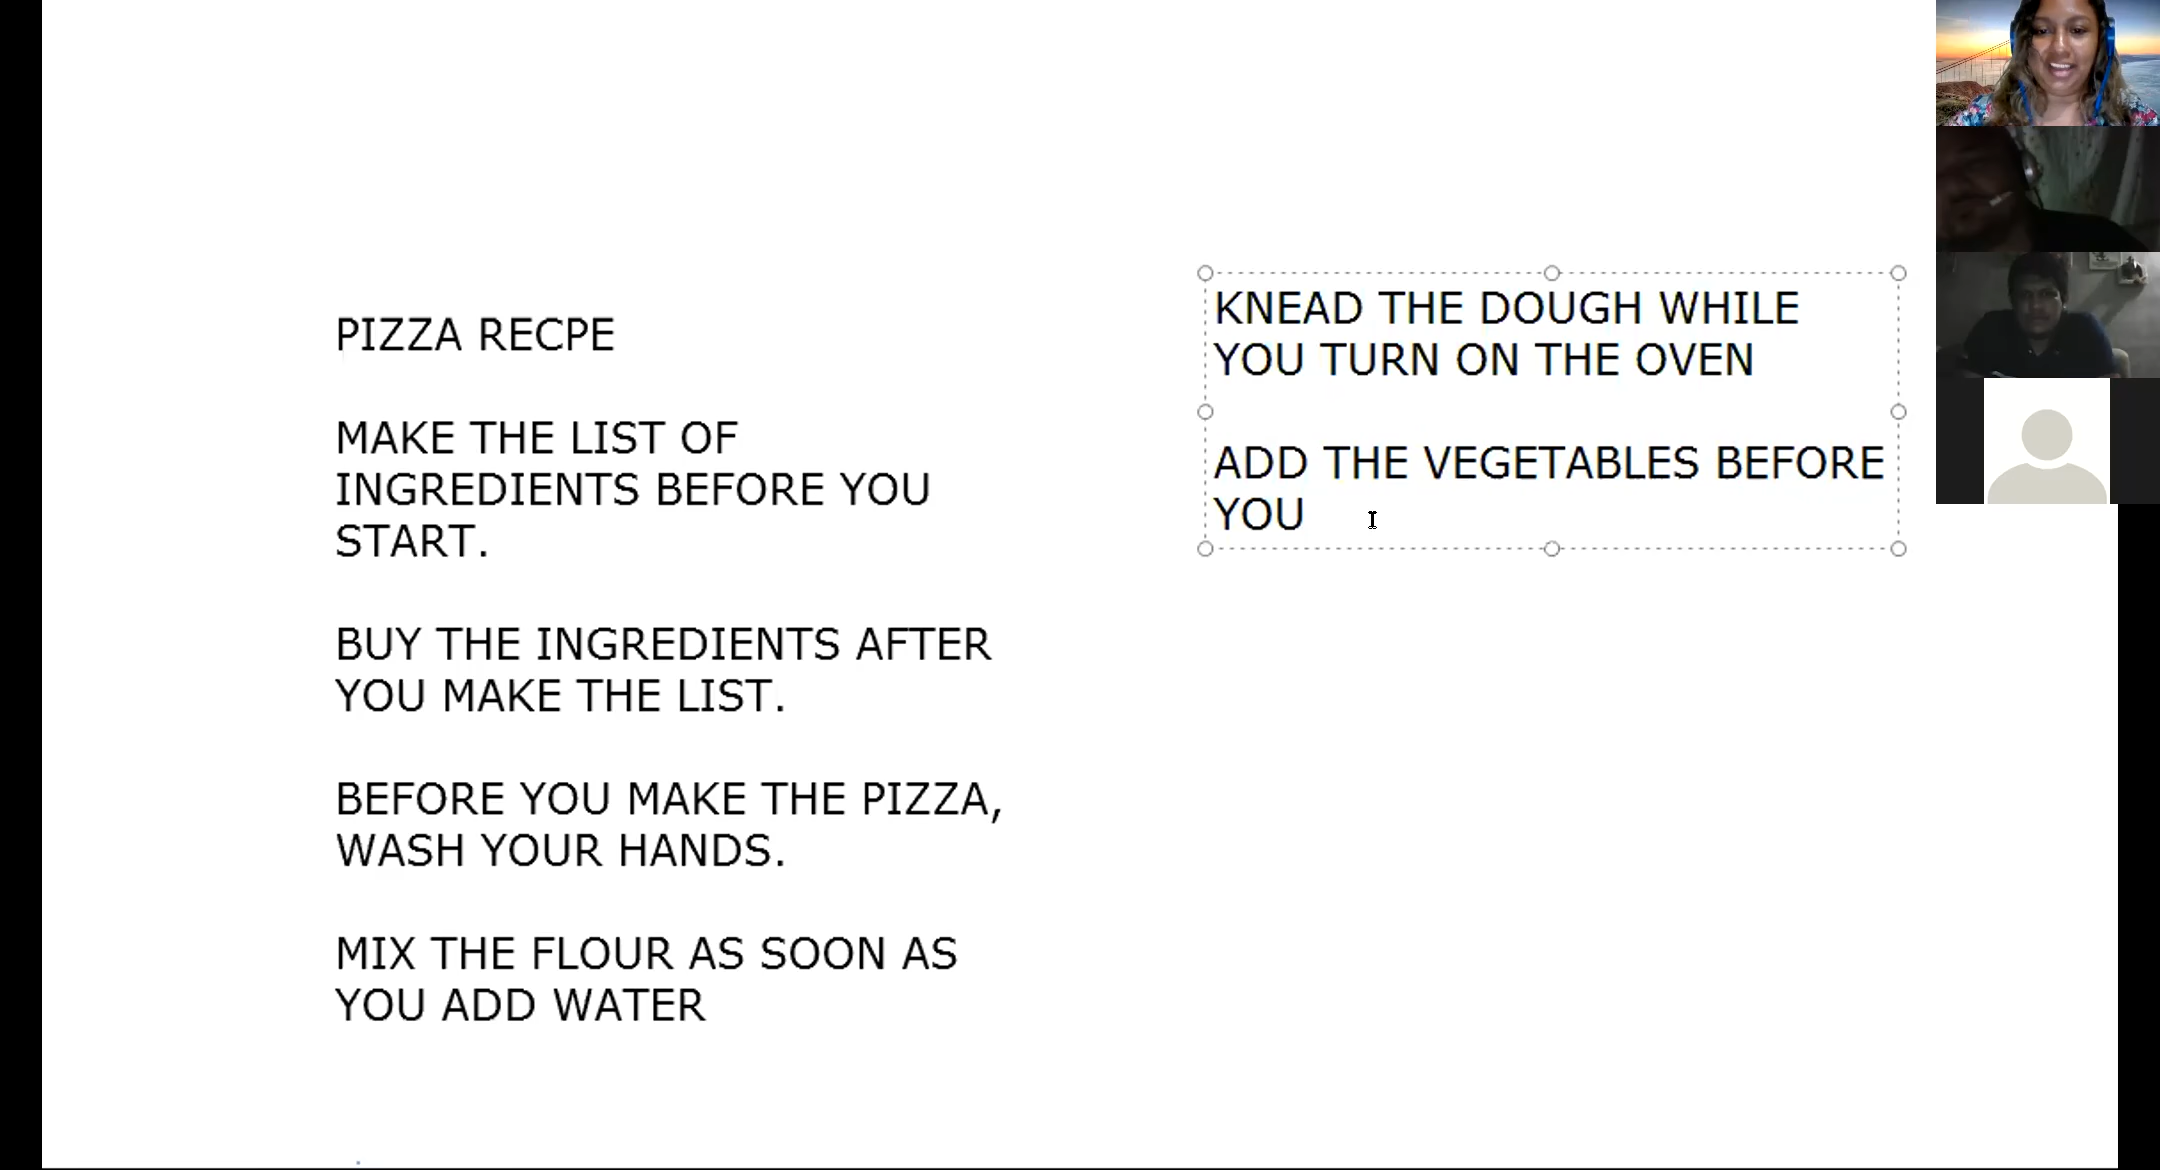 PIZZA RECPE
MAKE THE LIST OF
INGREDIENTS BEFORE YOU
START.
BUY THE INGREDIENTS AFTER
YOU MAKE THE LIST.
BEFORE YOU MAKE THE PIZZA,
WASH YOUR HANDS.
MIX THE FLOUR AS SOON AS
YOU ADD WATER
KNEAD THE DOUGH WHILE
YOU TURN ON THE OVEN
ADD THE VEGETABLES BEFORE
YOU